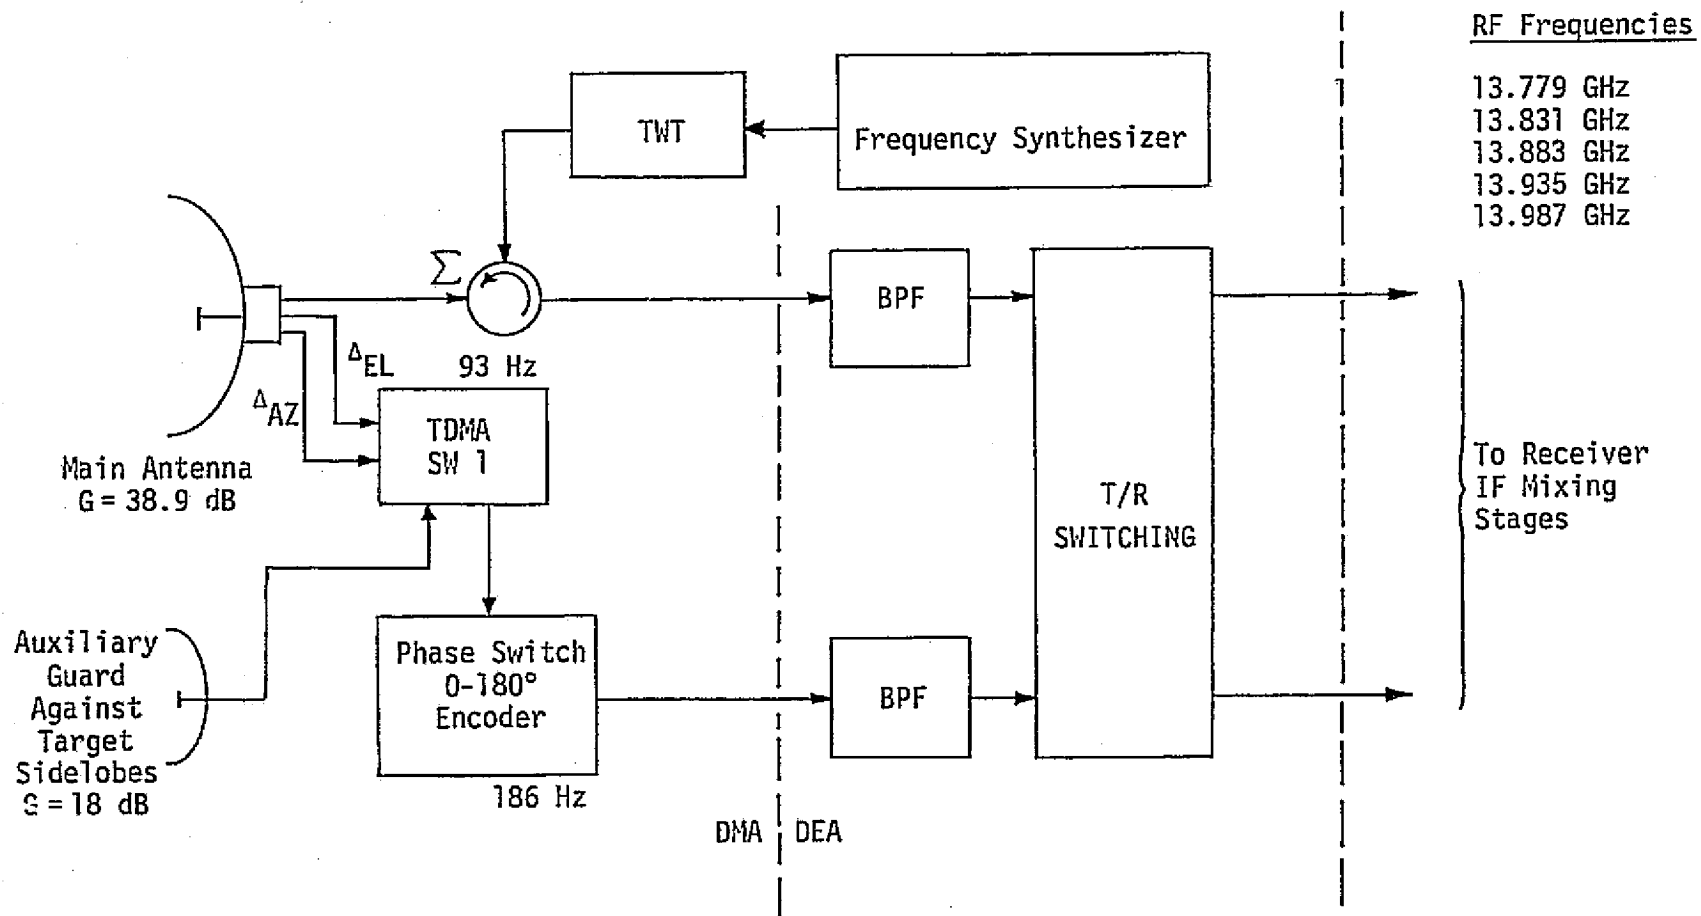 RF Frequencies
13.779 GHz
13.831 GHz
13.883 GHz
13.935 GHz
13.987 GHz
TWT
Frequency Synthesizer
Σ
BPF
93 Hz
ΔEL
ΔAZ
TDMA
SW 1
Main Antenna
G = 38.9 dB
T/R
SWITCHING
To Receiver
IF Mixing
Stages
Auxiliary
Guard
Against
Target
Sidelobes
G = 18 dB
Phase Switch
0-180°
Encoder
186 Hz
BPF
DMA
DEA